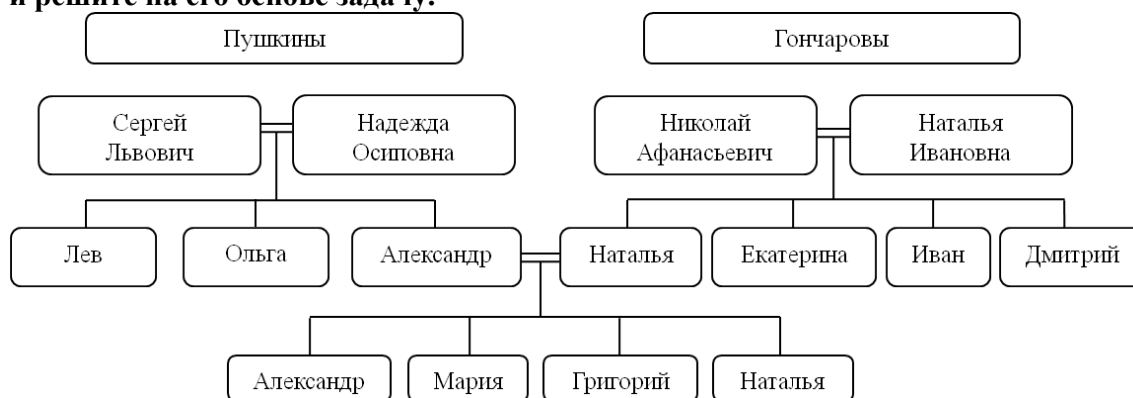 и решите на его основе задачу.
Пушкины
Гончаровы
Сергей
Львович
Надежда
Осиповна
Николай
Афанасьевич
Наталья
Ивановна
Лев
Ольга
Александр
Наталья
Екатерина
Иван
Дмитрий
Александр
Мария
Григорий
Наталья